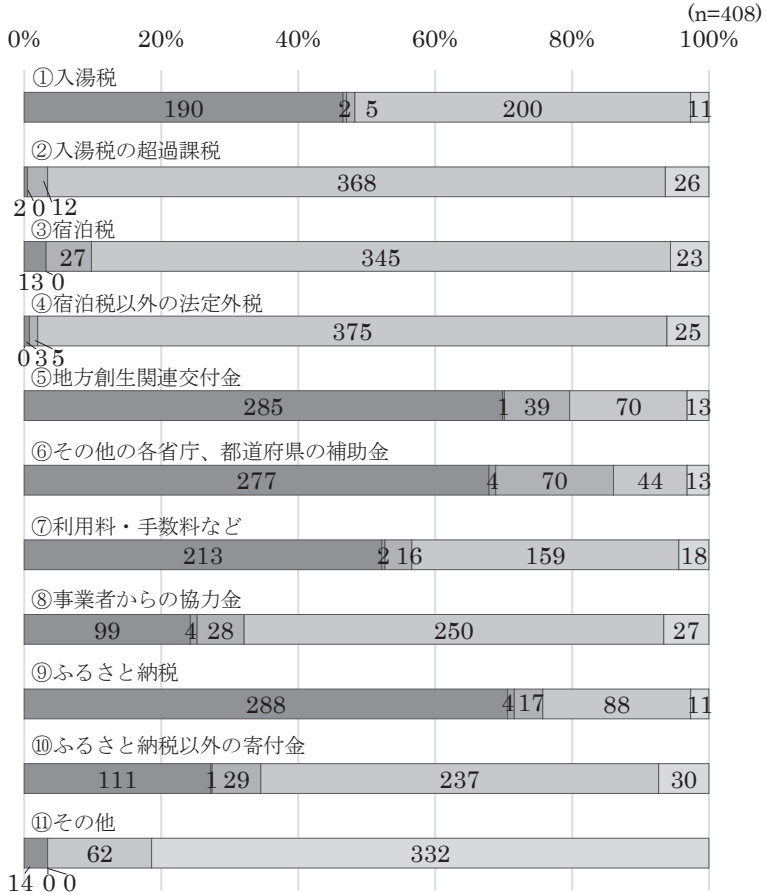 (n=408)
0% 20% 40% 60% 80% 100%
①入湯税
190 2 5 200 11
②入湯税の超過課税
368 26
2 0 12
③宿泊税
27 345 23
13 0
④宿泊税以外の法定外税
375 25
0 3 5
⑤地方創生関連交付金
285 1 39 70 13
⑥その他の各省庁、都道府県の補助金
277 4 70 44 13
⑦利用料・手数料など
213 2 16 159 18
⑧事業者からの協力金
99 4 28 250 27
⑨ふるさと納税
288 4 17 88 11
⑩ふるさと納税以外の寄付金
111 1 29 237 30
⑪その他
62 332
14 0 0